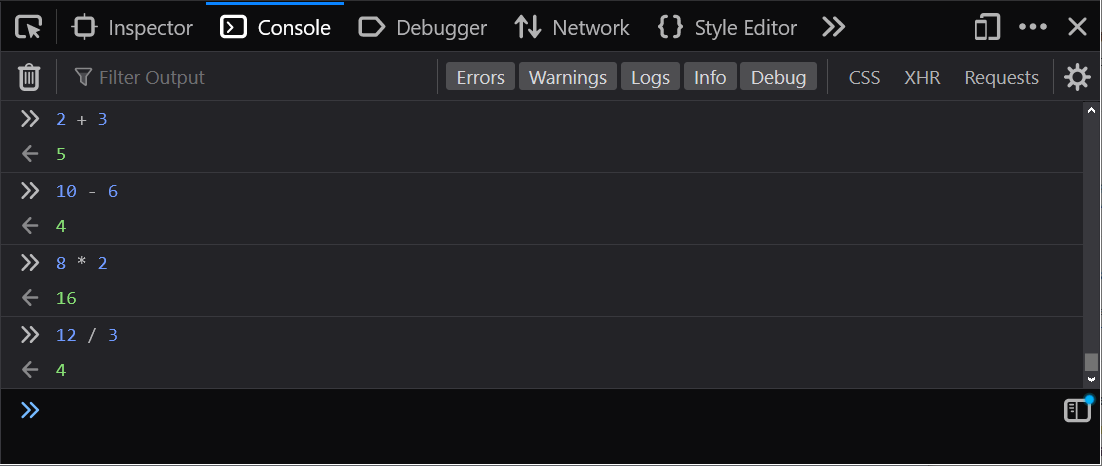 Inspector Console Debugger Network {} Style Editor
Filter Output Errors Warnings Logs Info Debug CSS XHR Requests
2 + 3
5
10 - 6
4
8 * 2
16
12 / 3
4